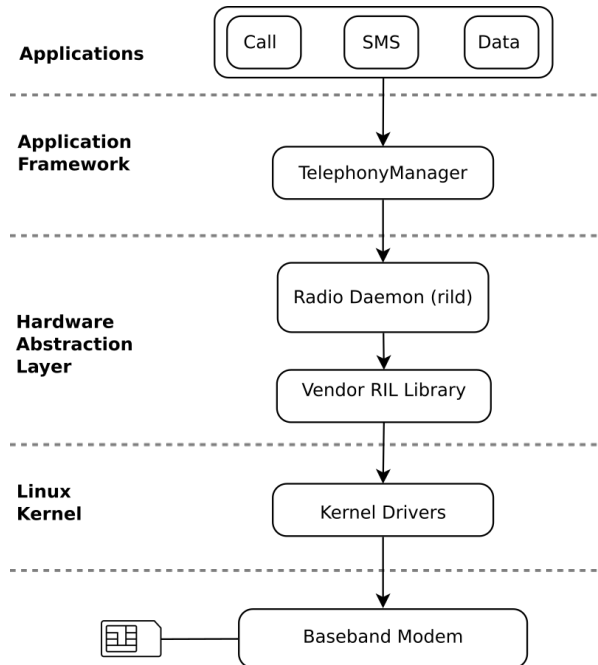 Applications
Call
SMS
Data
Application
Framework
TelephonyManager
Hardware
Abstraction
Layer
Radio Daemon (rild)
Vendor RIL Library
Linux
Kernel
Kernel Drivers
Baseband Modem